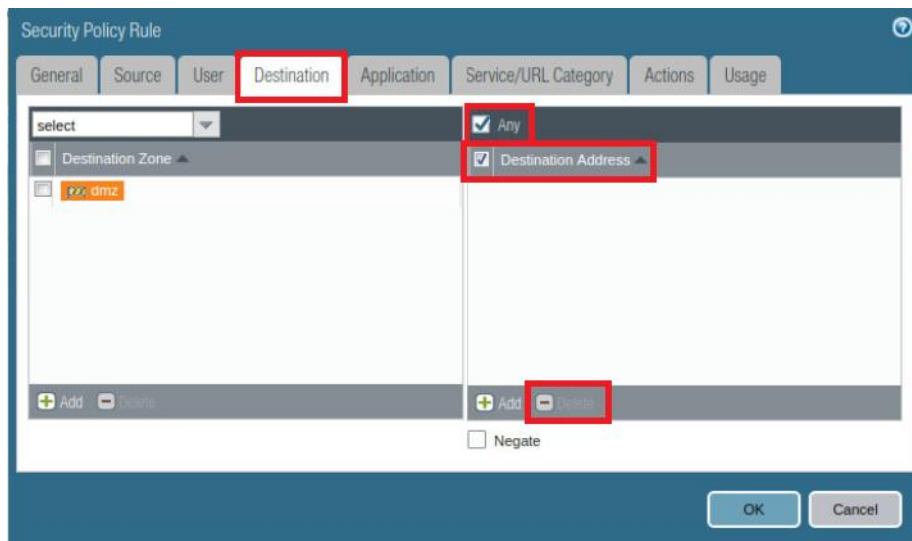 Security Policy Rule
General Source User Destination Application Service/URL Category Actions Usage
select
Any
Destination Zone
Destination Address
dmz
Add Delete
Add Delete
Negate
OK Cancel